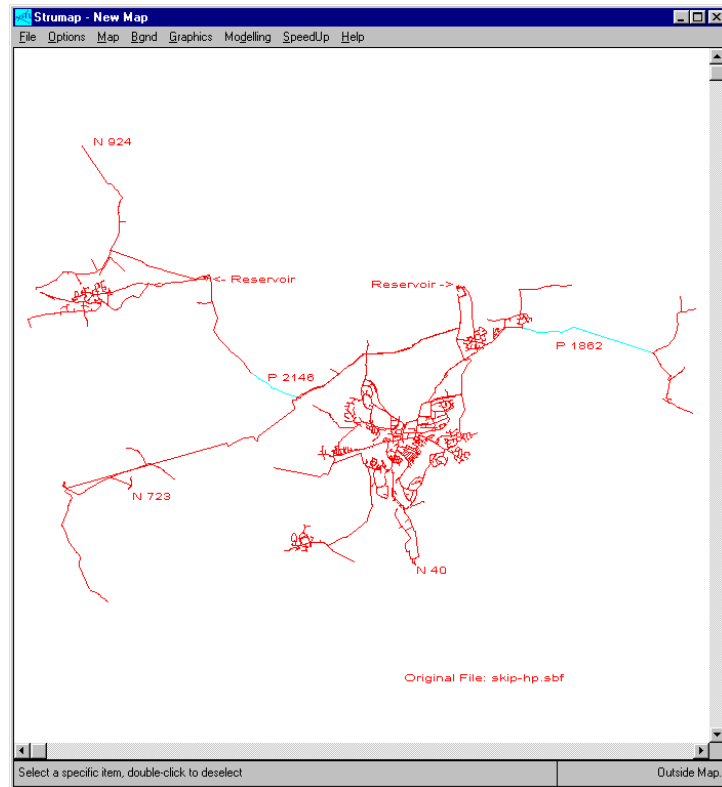 Strumap - New Map
File Options Map Bgnd Graphics Modelling SpeedUp Help
N 924
<- Reservoir
Reservoir ->
P 1862
P 2146
N 723
N 40
Original File: skip-hp.sbf
Select a specific item, double-click to deselect
Outside Map.